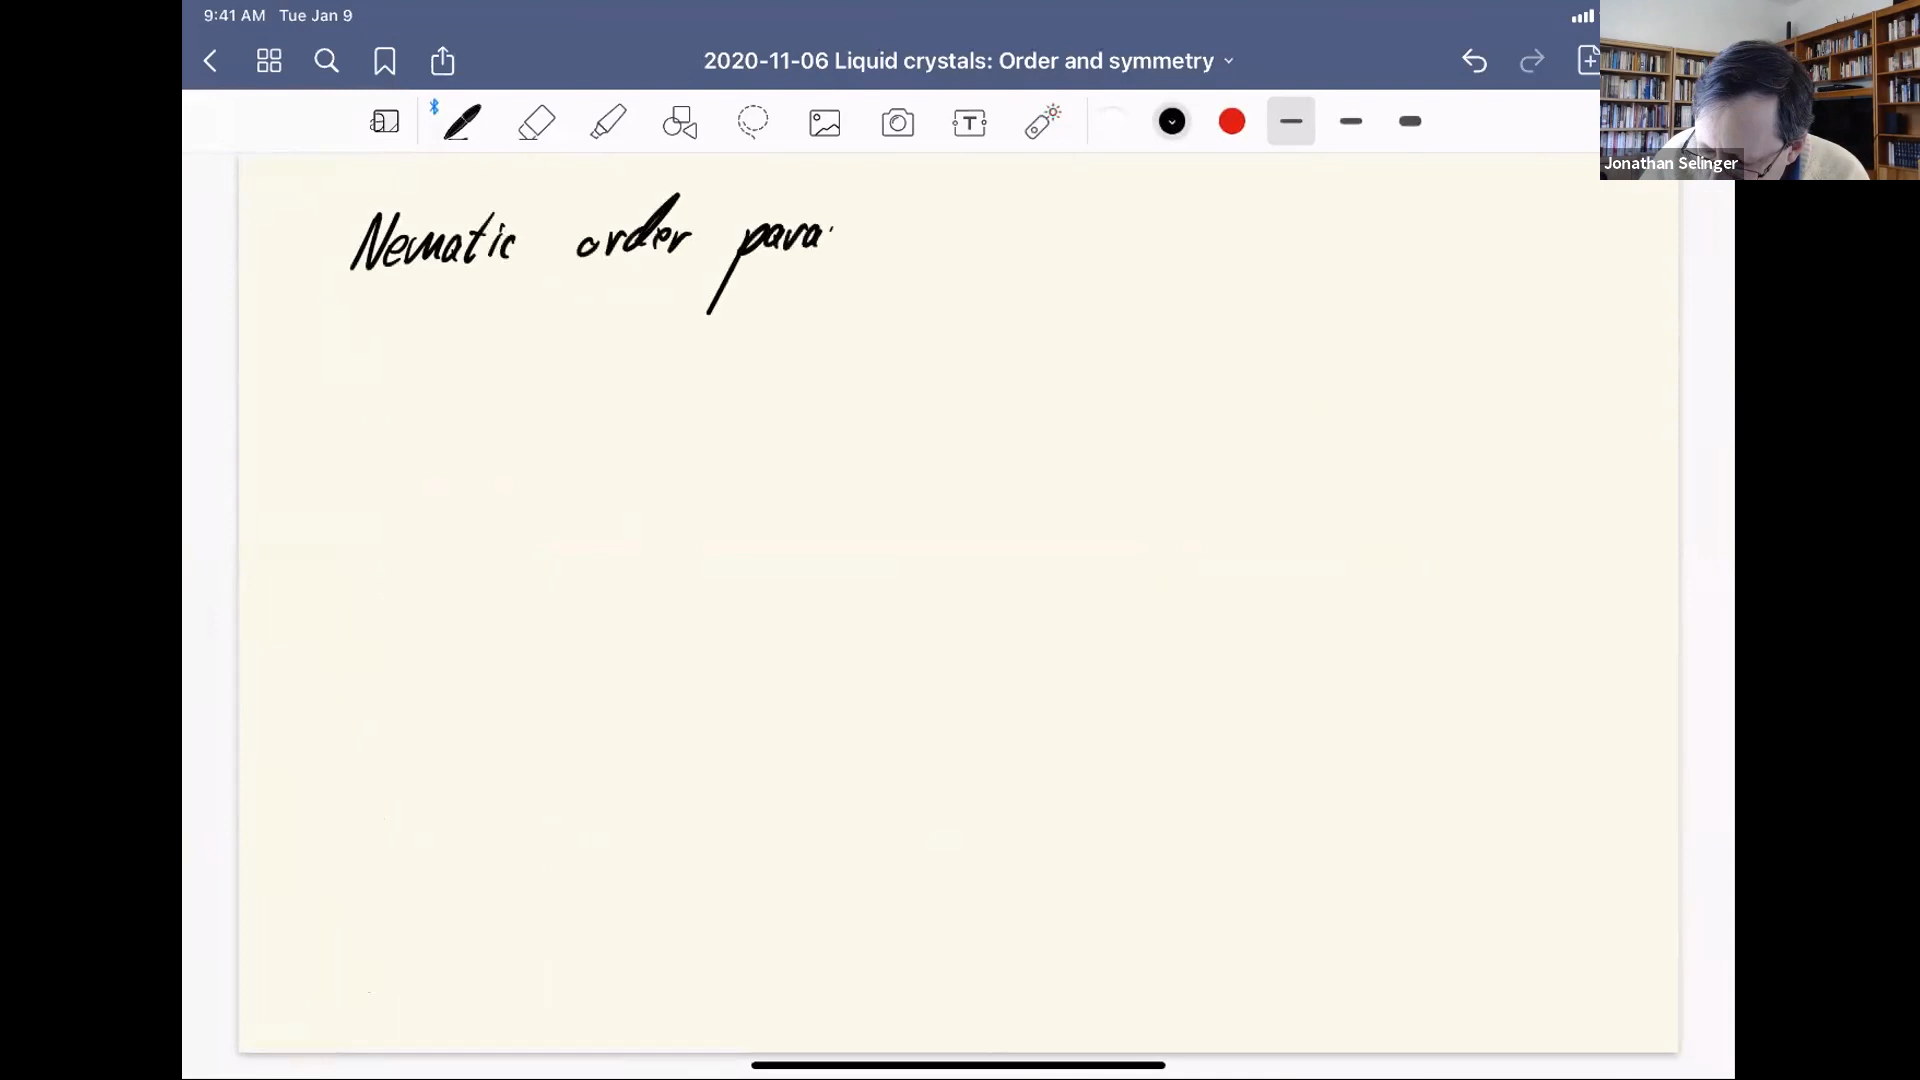 9:41 AM Tue Jan 9
2020-11-06 Liquid crystals: Order and symmetry
T
Jonathan Selinger
Nematic order para